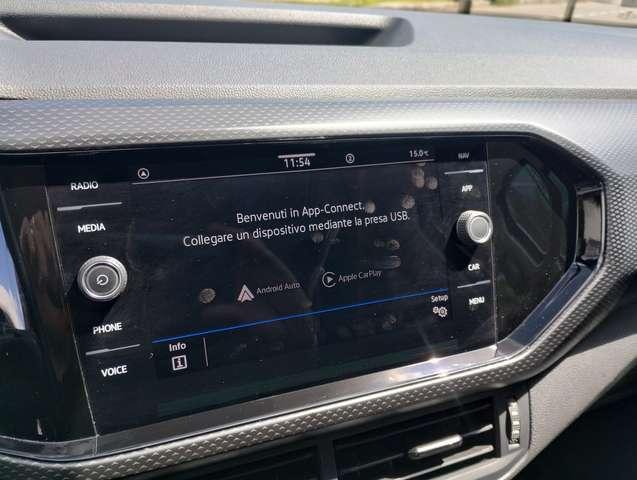 11:54
2
15.0°C
RADIO
MEDIA
PHONE
VOICE
Benvenuti in App-Connect.
Collegare un dispositivo mediante la presa USB.
Android Auto
Apple CarPlay
Info
Setup
NAV
APP
CAR
MENU